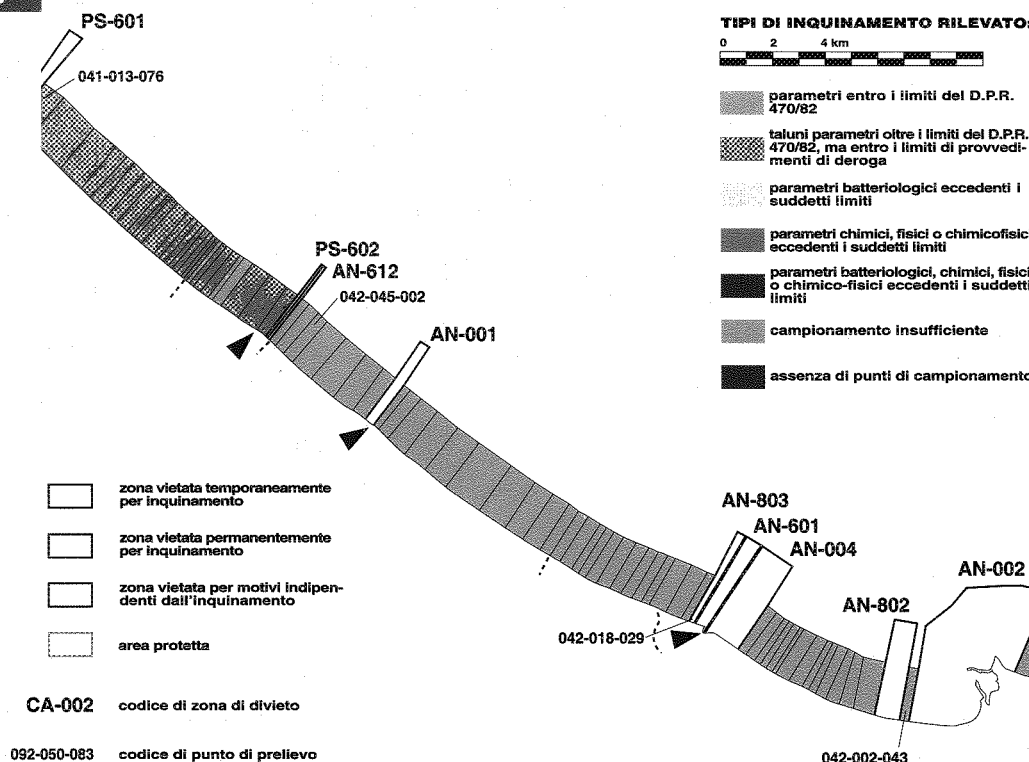 PS-601
041-013-076
PS-602
AN-612
042-045-002
AN-001
AN-803
AN-601
AN-004
AN-002
AN-802
042-018-029
042-002-043
TIPI DI INQUINAMENTO RILEVATO:
0 2 4 km
parametri entro i limiti del D.P.R.
470/82
taluni parametri oltre i limiti del D.P.R.
470/82, ma entro i limiti di provvedi-
menti di deroga
parametri batteriologici eccedenti i
suddetti limiti
parametri chimici, fisici o chimicofisic
eccedenti i suddetti limiti
parametri batteriologici, chimici, fisici
o chimico-fisici eccedenti i suddetti
limiti
campionamento insufficiente
assenza di punti di campionamento
zona vietata temporaneamente
per inquinamento
zona vietata permanentemente
per inquinamento
zona vietata per motivi indipen-
denti dall'inquinamento
area protetta
CA-002 codice di zona di divieto
092-050-083 codice di punto di prelievo